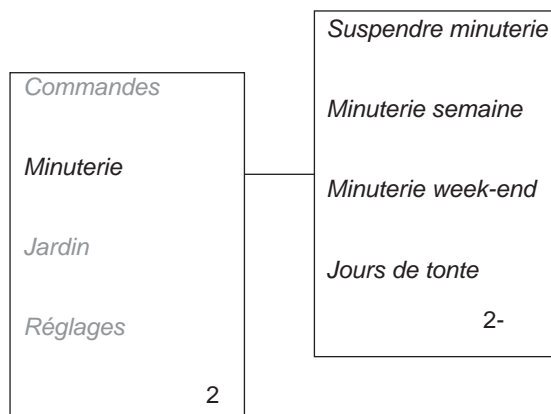 Commandes
Minuterie
Jardin
Réglages
2
Suspendre minuterie
Minuterie semaine
Minuterie week-end
Jours de tonte
2-